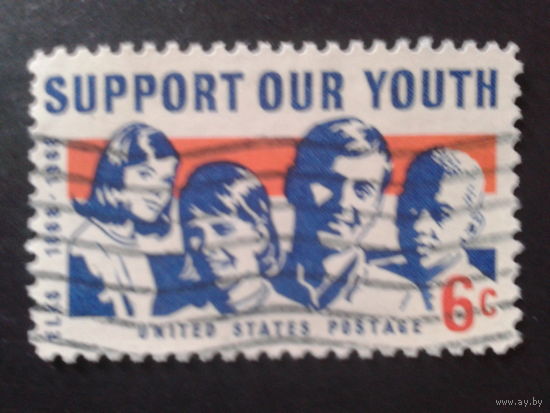 SUPPORT OUR YOUTH
ELKS 1868-1968
6c
UNITED STATES POSTAGE
www.ay.by